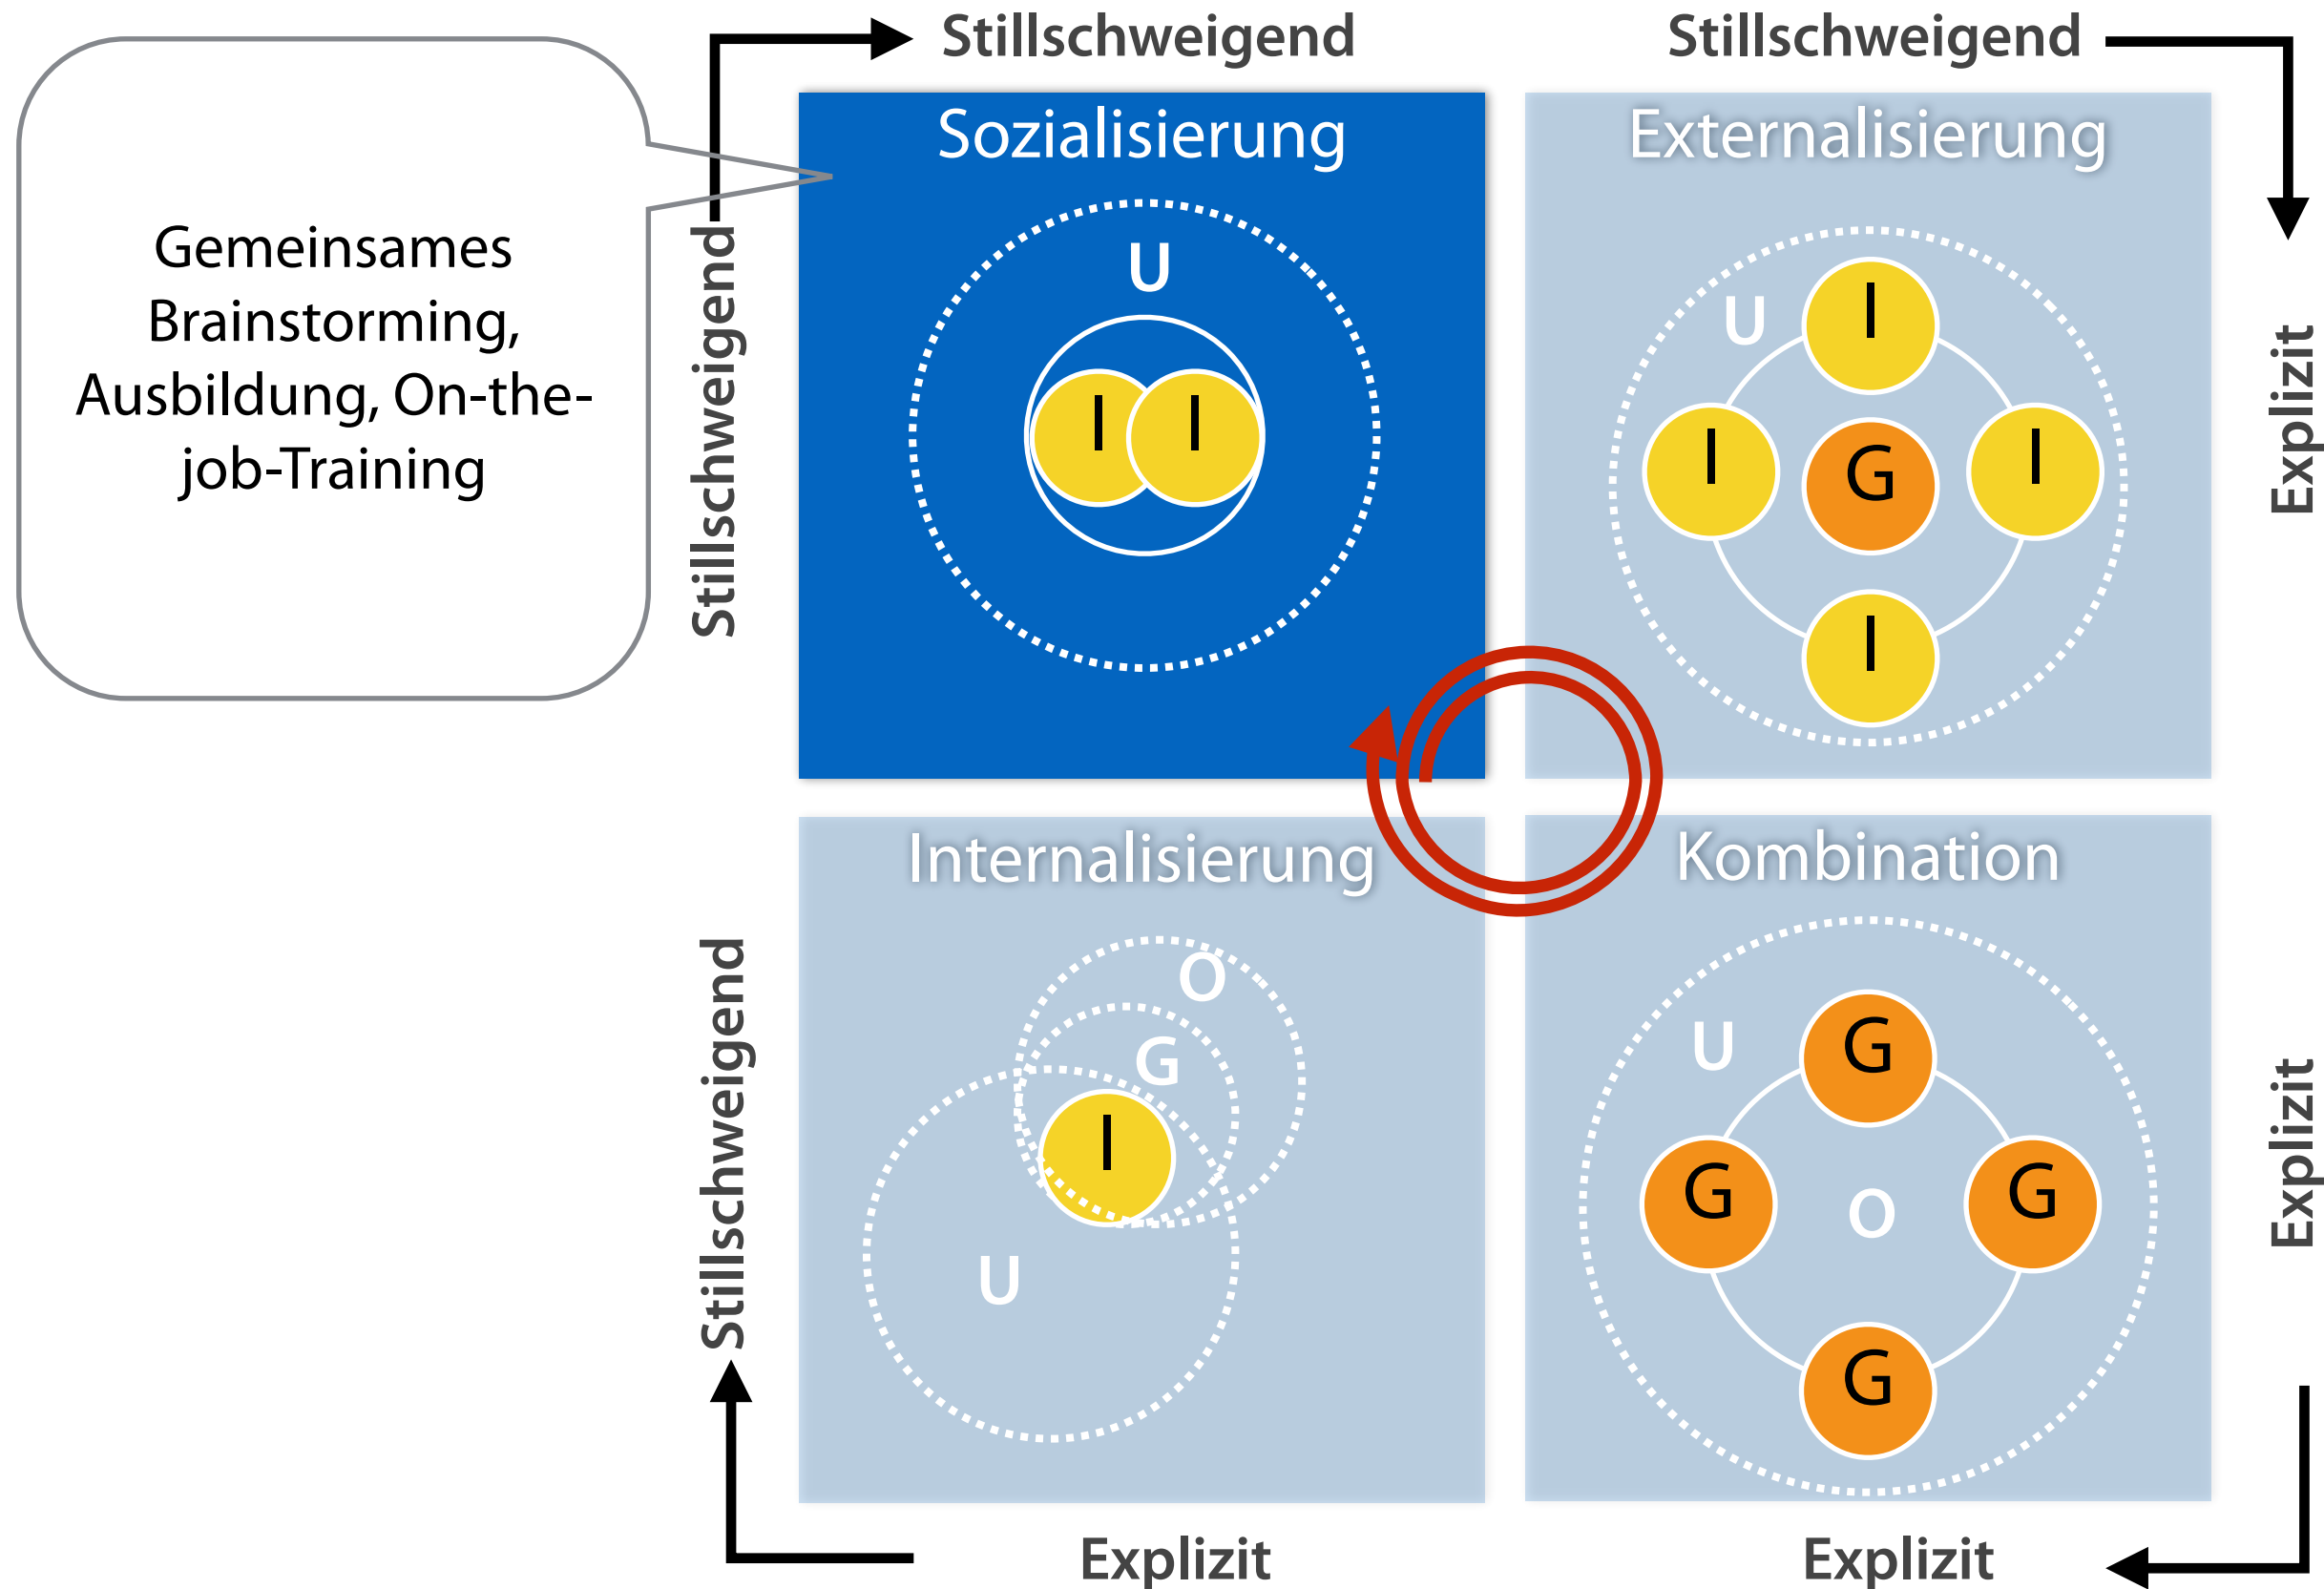 Stillschweigend
Stillschweigend
Gemeinsames
Brainstorming,
Ausbildung, On-the-
job-Training
Stillschweigend
Sozialisierung
U
I
I
Externalisierung
U
I
I
G
I
I
Explizit
Stillschweigend
Internalisierung
O
G
I
U
Kombination
U
G
G
O
G
G
Explizit
Explizit
Explizit